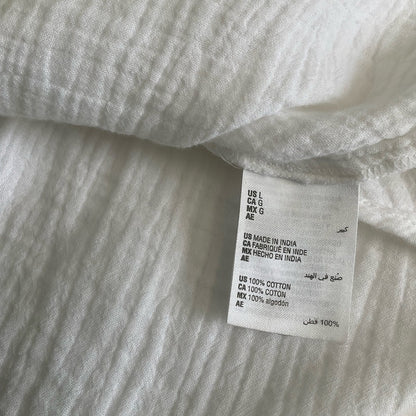 US L
CA G
MX G
AE
كبير
US MADE IN INDIA
CA FABRIQUÉ EN INDE
MX HECHO EN INDIA
AE
صُنع في الهند
US 100% COTTON
CA 100% COTON
MX 100% algodón
AE
100% قطن